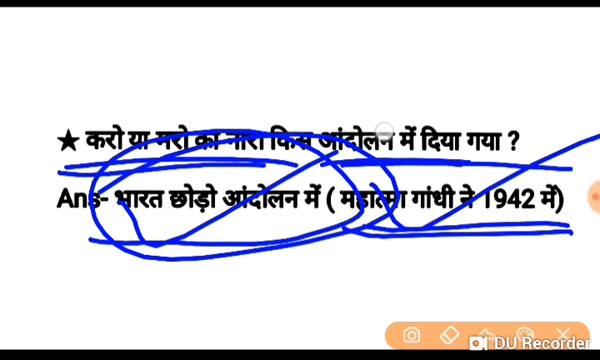 ★ करो या मरो का नारा किस आंदोलन में दिया गया ?
Ans- भारत छोड़ो आंदोलन में ( महात्मा गांधी ने 1942 में)
DU Recorder